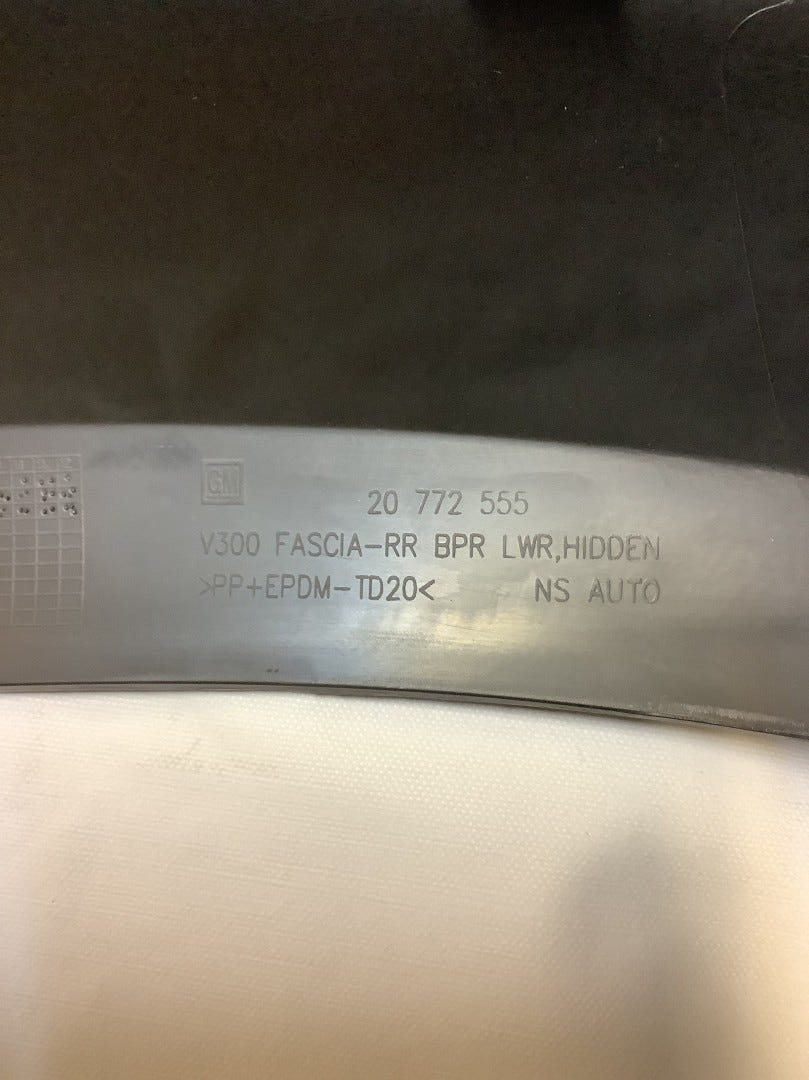 GM
20 772 555
V300 FASCIA-RR BPR LWR,HIDDEN
>PP+EPDM-TD20< NS AUTO